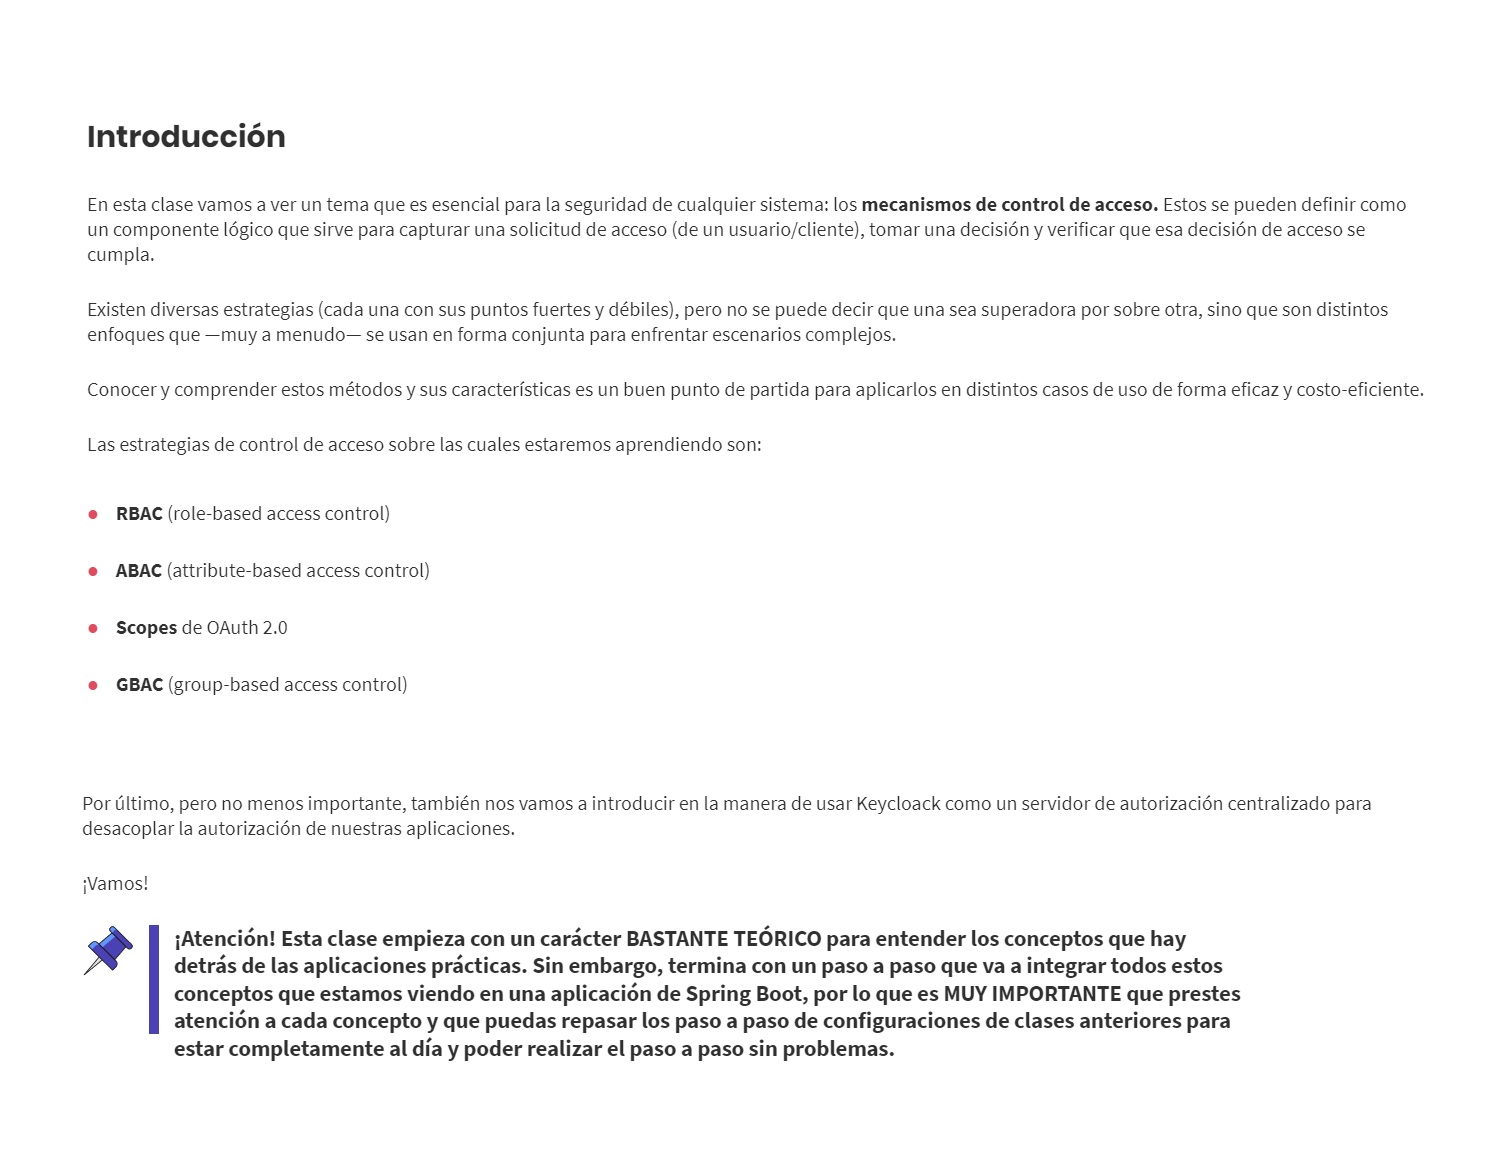 Introducción
En esta clase vamos a ver un tema que es esencial para la seguridad de cualquier sistema: los mecanismos de control de acceso. Estos se pueden definir como
un componente lógico que sirve para capturar una solicitud de acceso (de un usuario/cliente), tomar una decisión y verificar que esa decisión de acceso se
cumpla.
Existen diversas estrategias (cada una con sus puntos fuertes y débiles), pero no se puede decir que una sea superadora por sobre otra, sino que son distintos
enfoques que —muy a menudo— se usan en forma conjunta para enfrentar escenarios complejos.
Conocer y comprender estos métodos y sus características es un buen punto de partida para aplicarlos en distintos casos de uso de forma eficaz y costo-eficiente.
Las estrategias de control de acceso sobre las cuales estaremos aprendiendo son:
● RBAC (role-based access control)
● ABAC (attribute-based access control)
● Scopes de OAuth 2.0
● GBAC (group-based access control)
Por último, pero no menos importante, también nos vamos a introducir en la manera de usar Keycloack como un servidor de autorización centralizado para
desacoplar la autorización de nuestras aplicaciones.
¡Vamos!
¡Atención! Esta clase empieza con un carácter BASTANTE TEÓRICO para entender los conceptos que hay
detrás de las aplicaciones prácticas. Sin embargo, termina con un paso a paso que va a integrar todos estos
conceptos que estamos viendo en una aplicación de Spring Boot, por lo que es MUY IMPORTANTE que prestes
atención a cada concepto y que puedas repasar los paso a paso de configuraciones de clases anteriores para
estar completamente al día y poder realizar el paso a paso sin problemas.